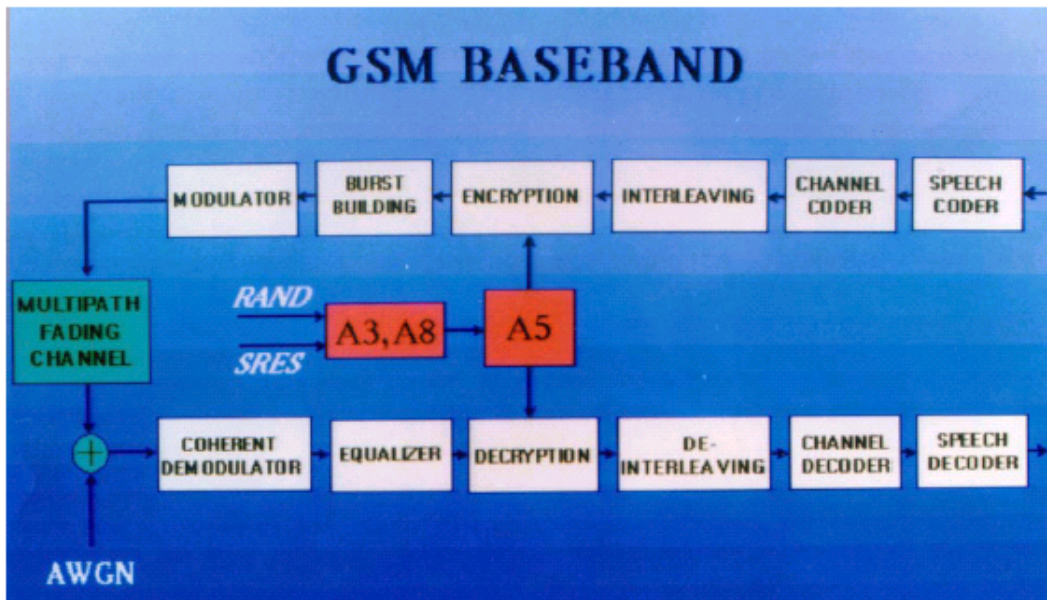 GSM BASEBAND
MODULATOR
BURST
BUILDING
ENCRYPTION
INTERLEAVING
CHANNEL
CODER
SPEECH
CODER
MULTIPATH
FADING
CHANNEL
RAND
SRES
A3, A8
A5
COHERENT
DEMODULATOR
EQUALIZER
DECRYPTION
DE-
INTERLEAVING
CHANNEL
DECODER
SPEECH
DECODER
AWGN